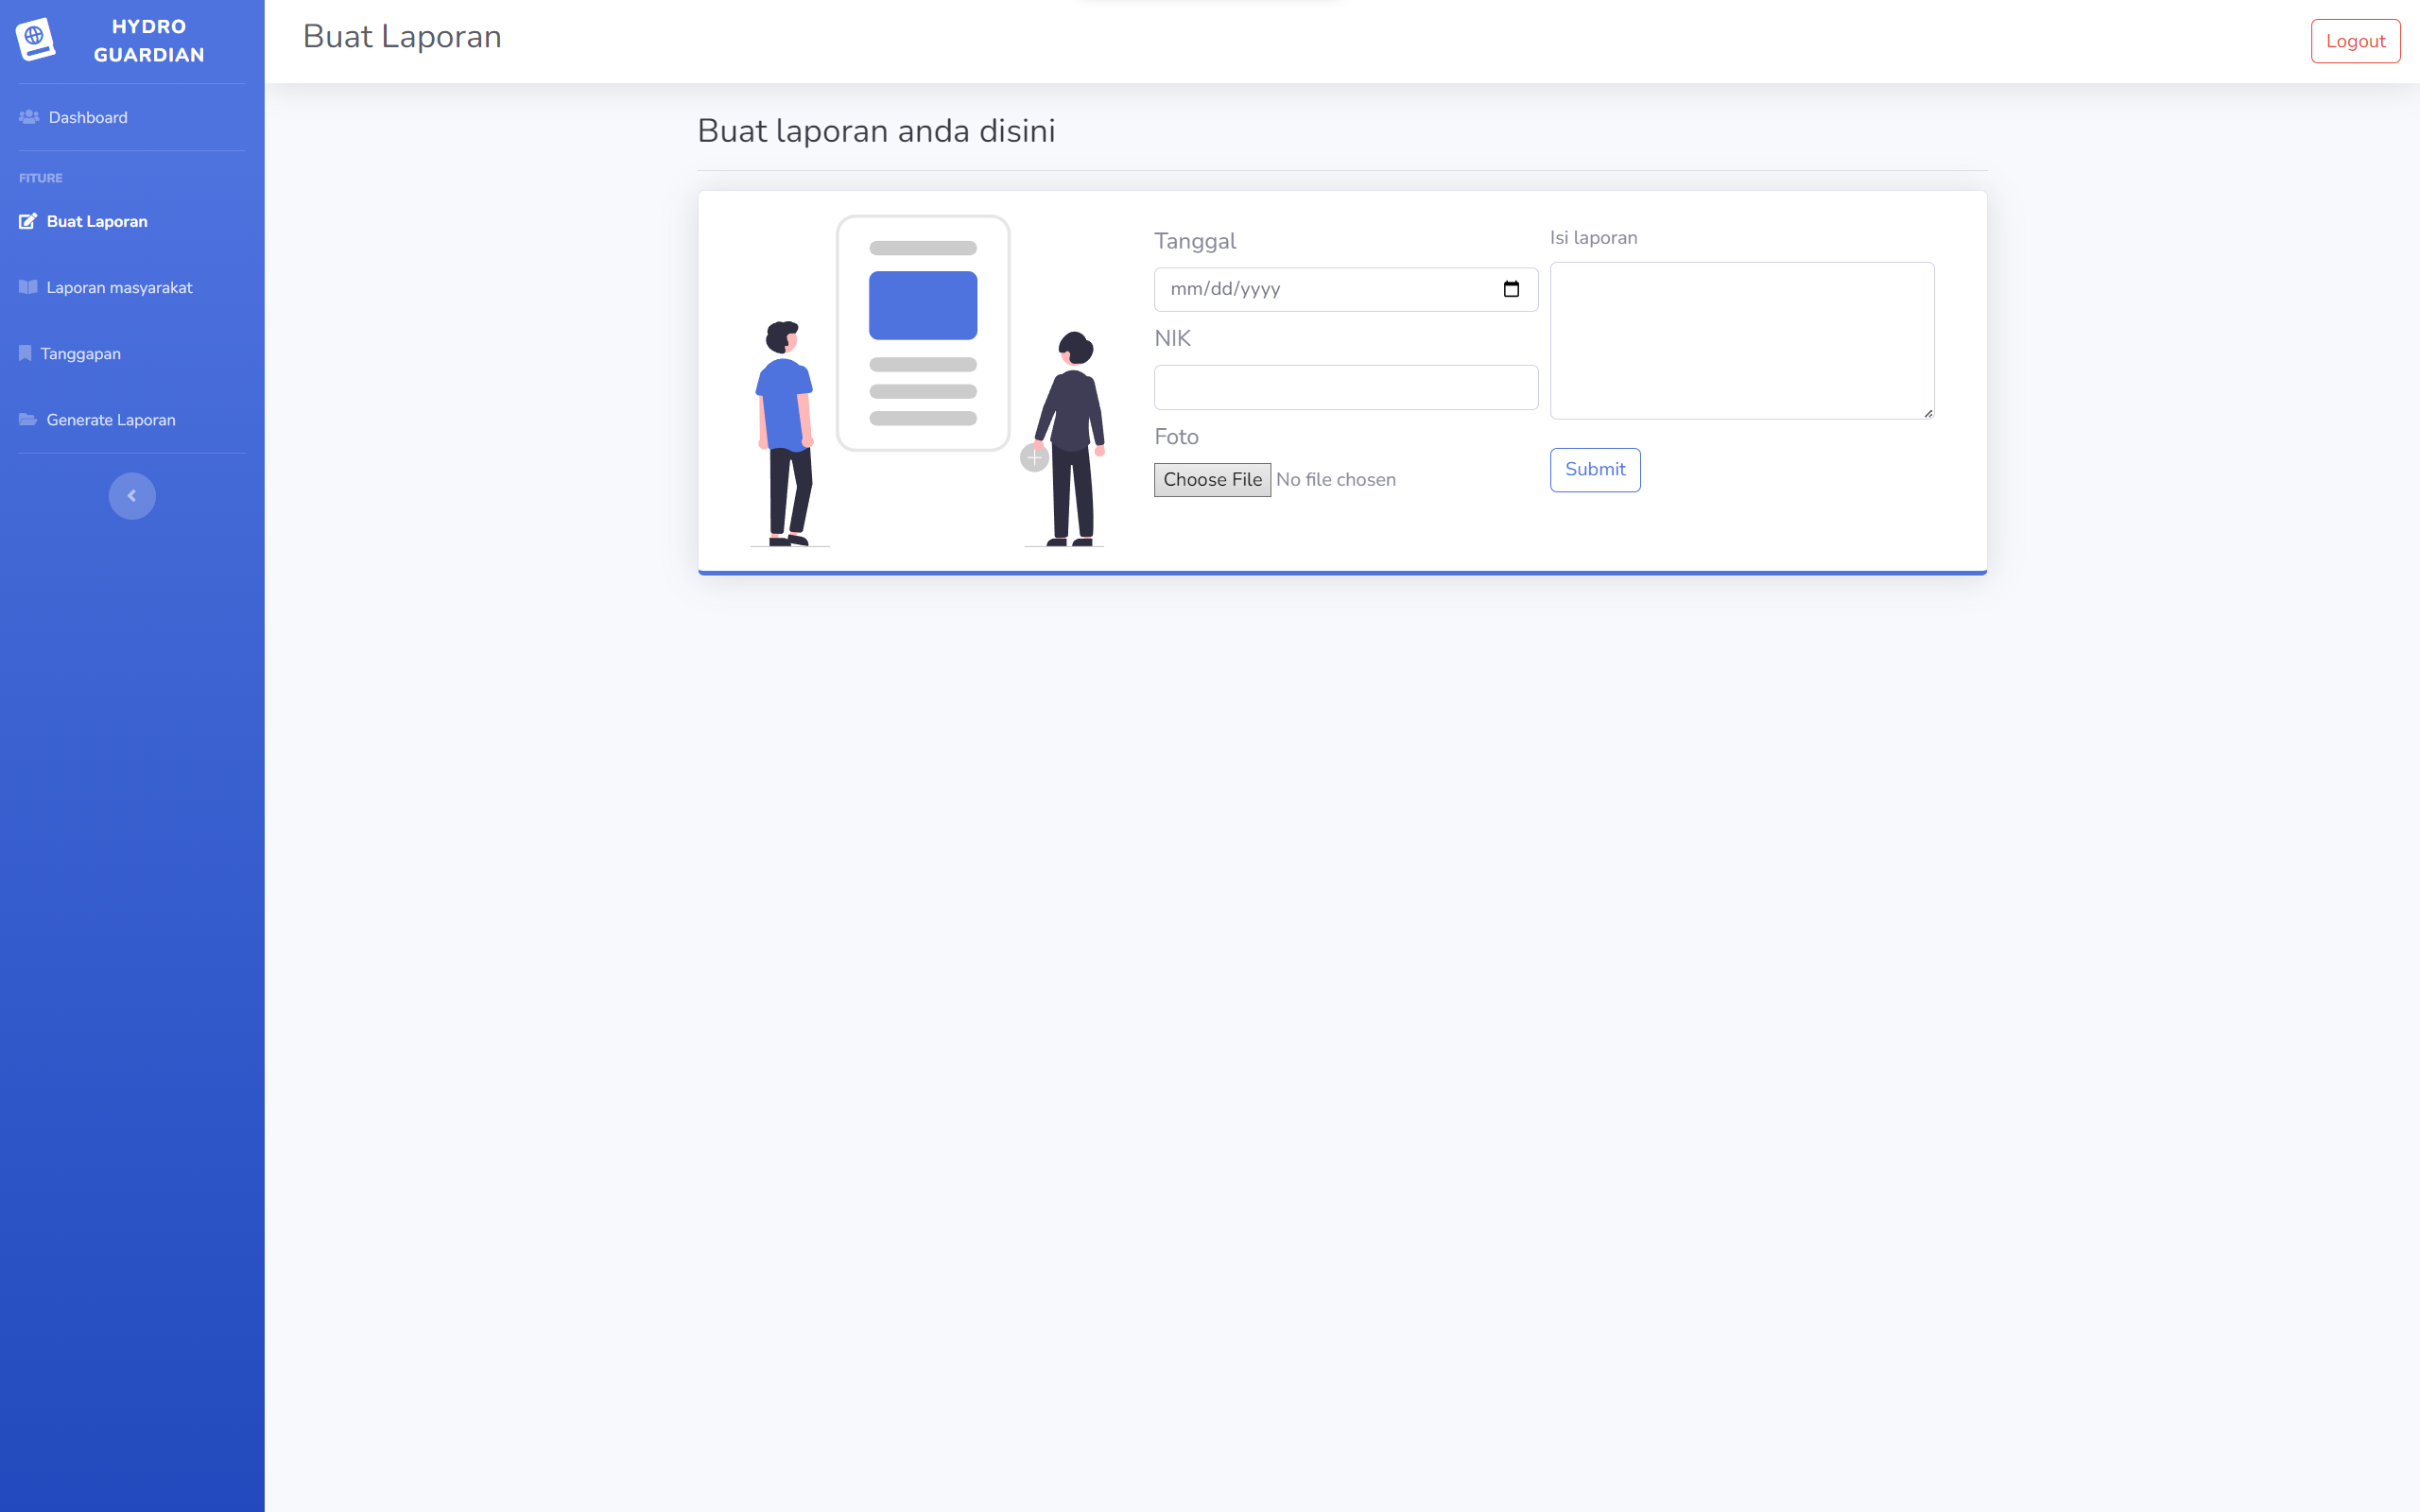 HYDRO
GUARDIAN
Dashboard
FITURE
Buat Laporan
Laporan masyarakat
Tanggapan
Generate Laporan
Buat Laporan
Logout
Buat laporan anda disini
Tanggal
mm/dd/yyyy
NIK
Foto
Choose File No file chosen
Isi laporan
Submit